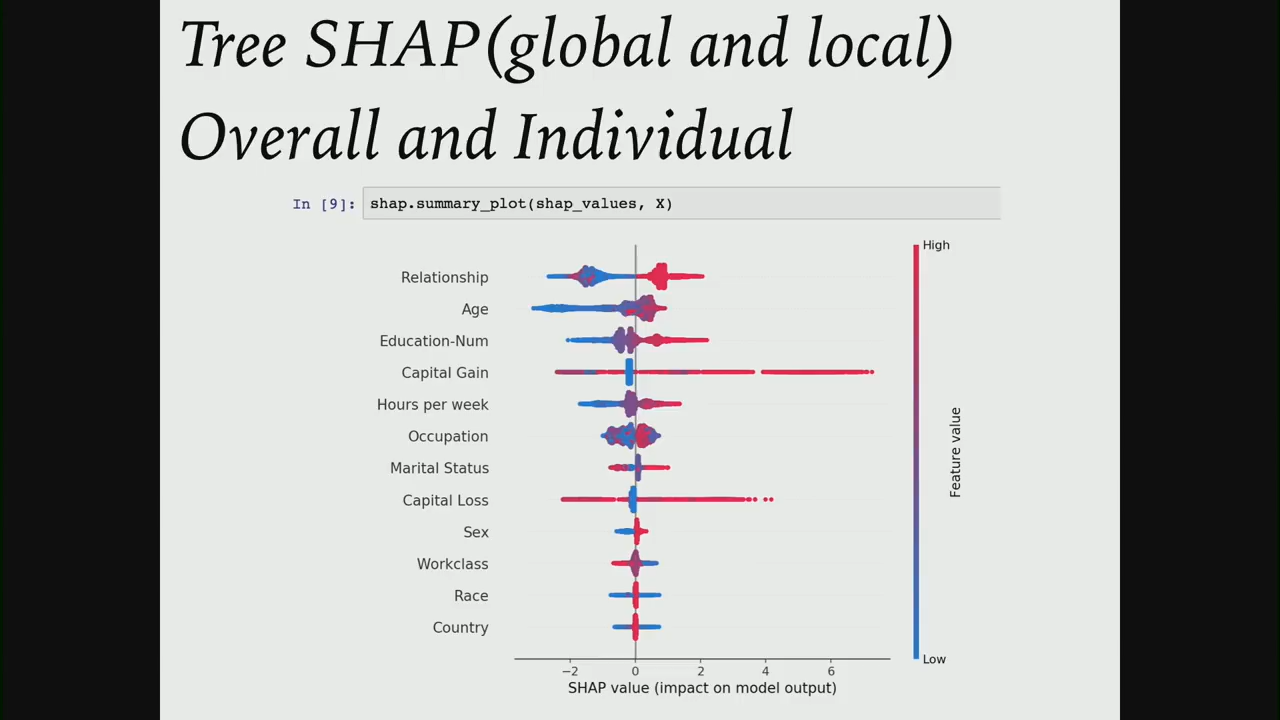 Tree SHAP(global and local)
Overall and Individual
In [9]: shap.summary_plot(shap_values, X)
High
Relationship
Age
Education-Num
Capital Gain
Hours per week
Occupation
Marital Status
Capital Loss
Sex
Workclass
Race
Country
Feature value
Low
−2 0 2 4 6
SHAP value (impact on model output)